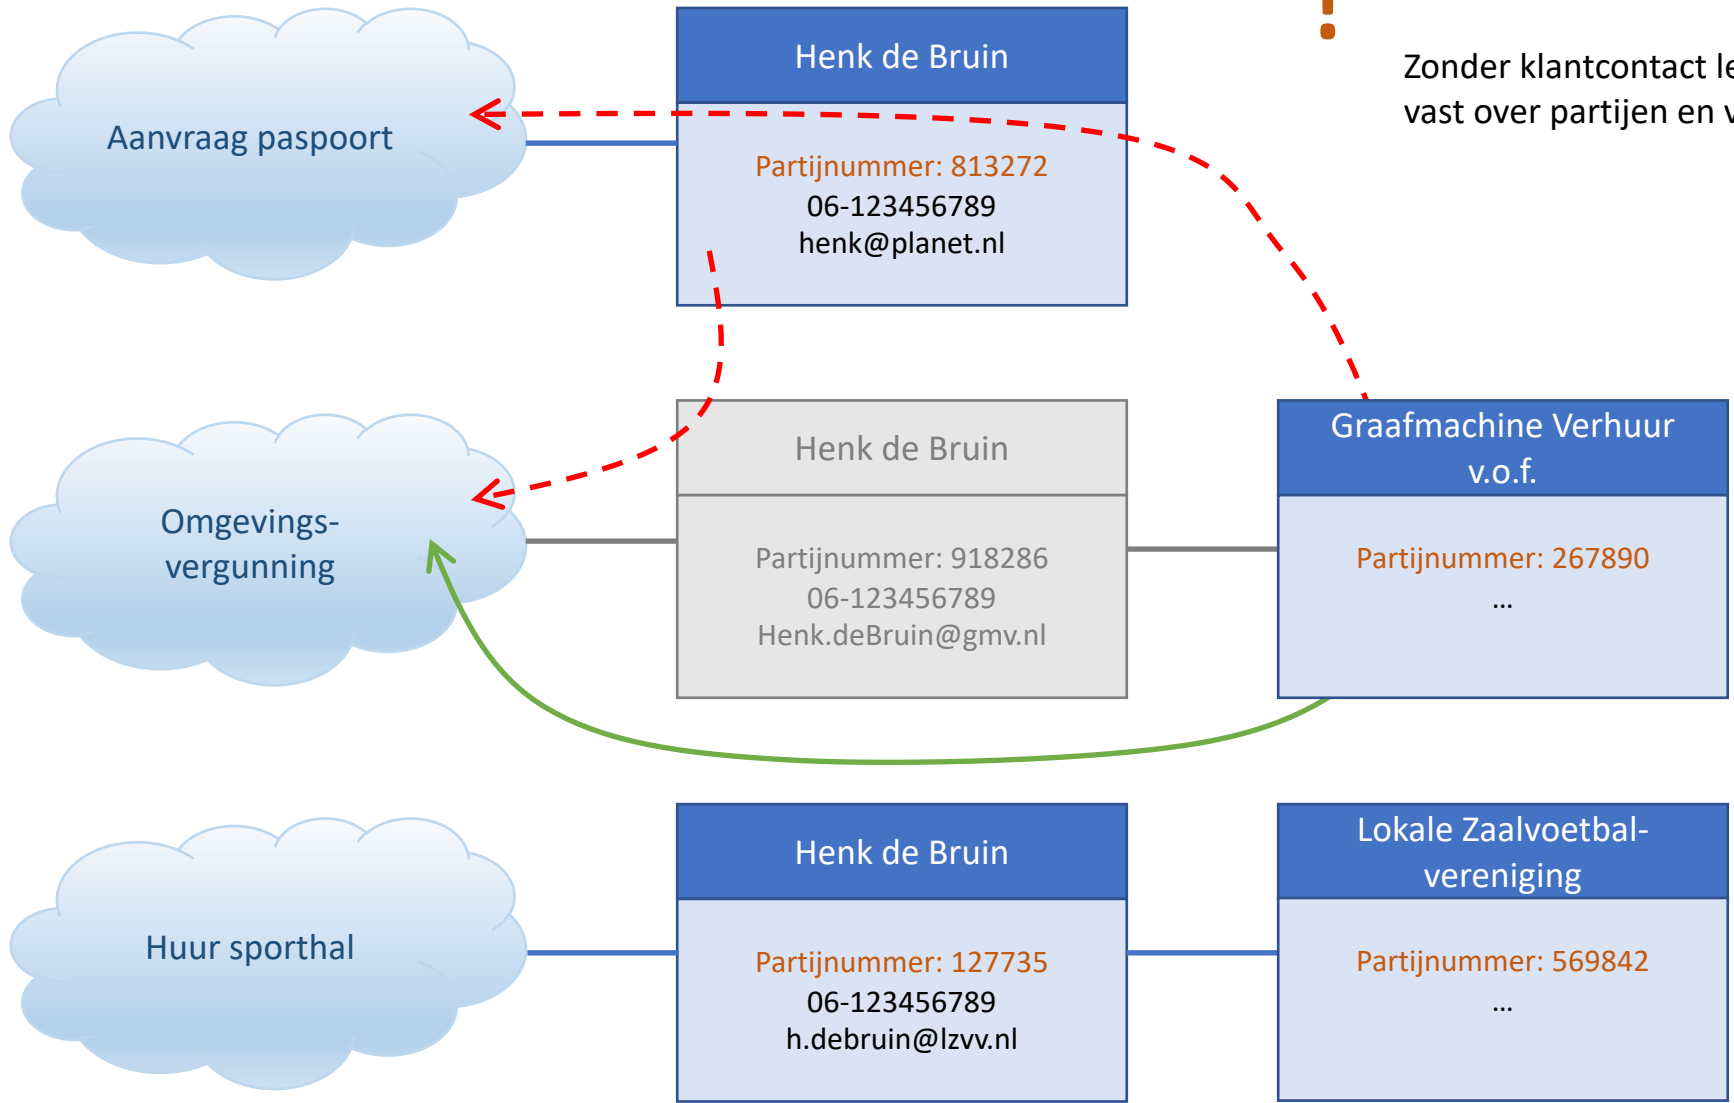 !
Zonder klantcontact le
vast over partijen en v
Aanvraag paspoort
Henk de Bruin
Partijnummer: 813272
06-123456789
henk@planet.nl
Omgevings-
vergunning
Henk de Bruin
Partijnummer: 918286
06-123456789
Henk.deBruin@gmv.nl
Graafmachine Verhuur
v.o.f.
Partijnummer: 267890
...
Huur sporthal
Henk de Bruin
Partijnummer: 127735
06-123456789
h.debruin@lzvv.nl
Lokale Zaalvoetbal-
vereniging
Partijnummer: 569842
...